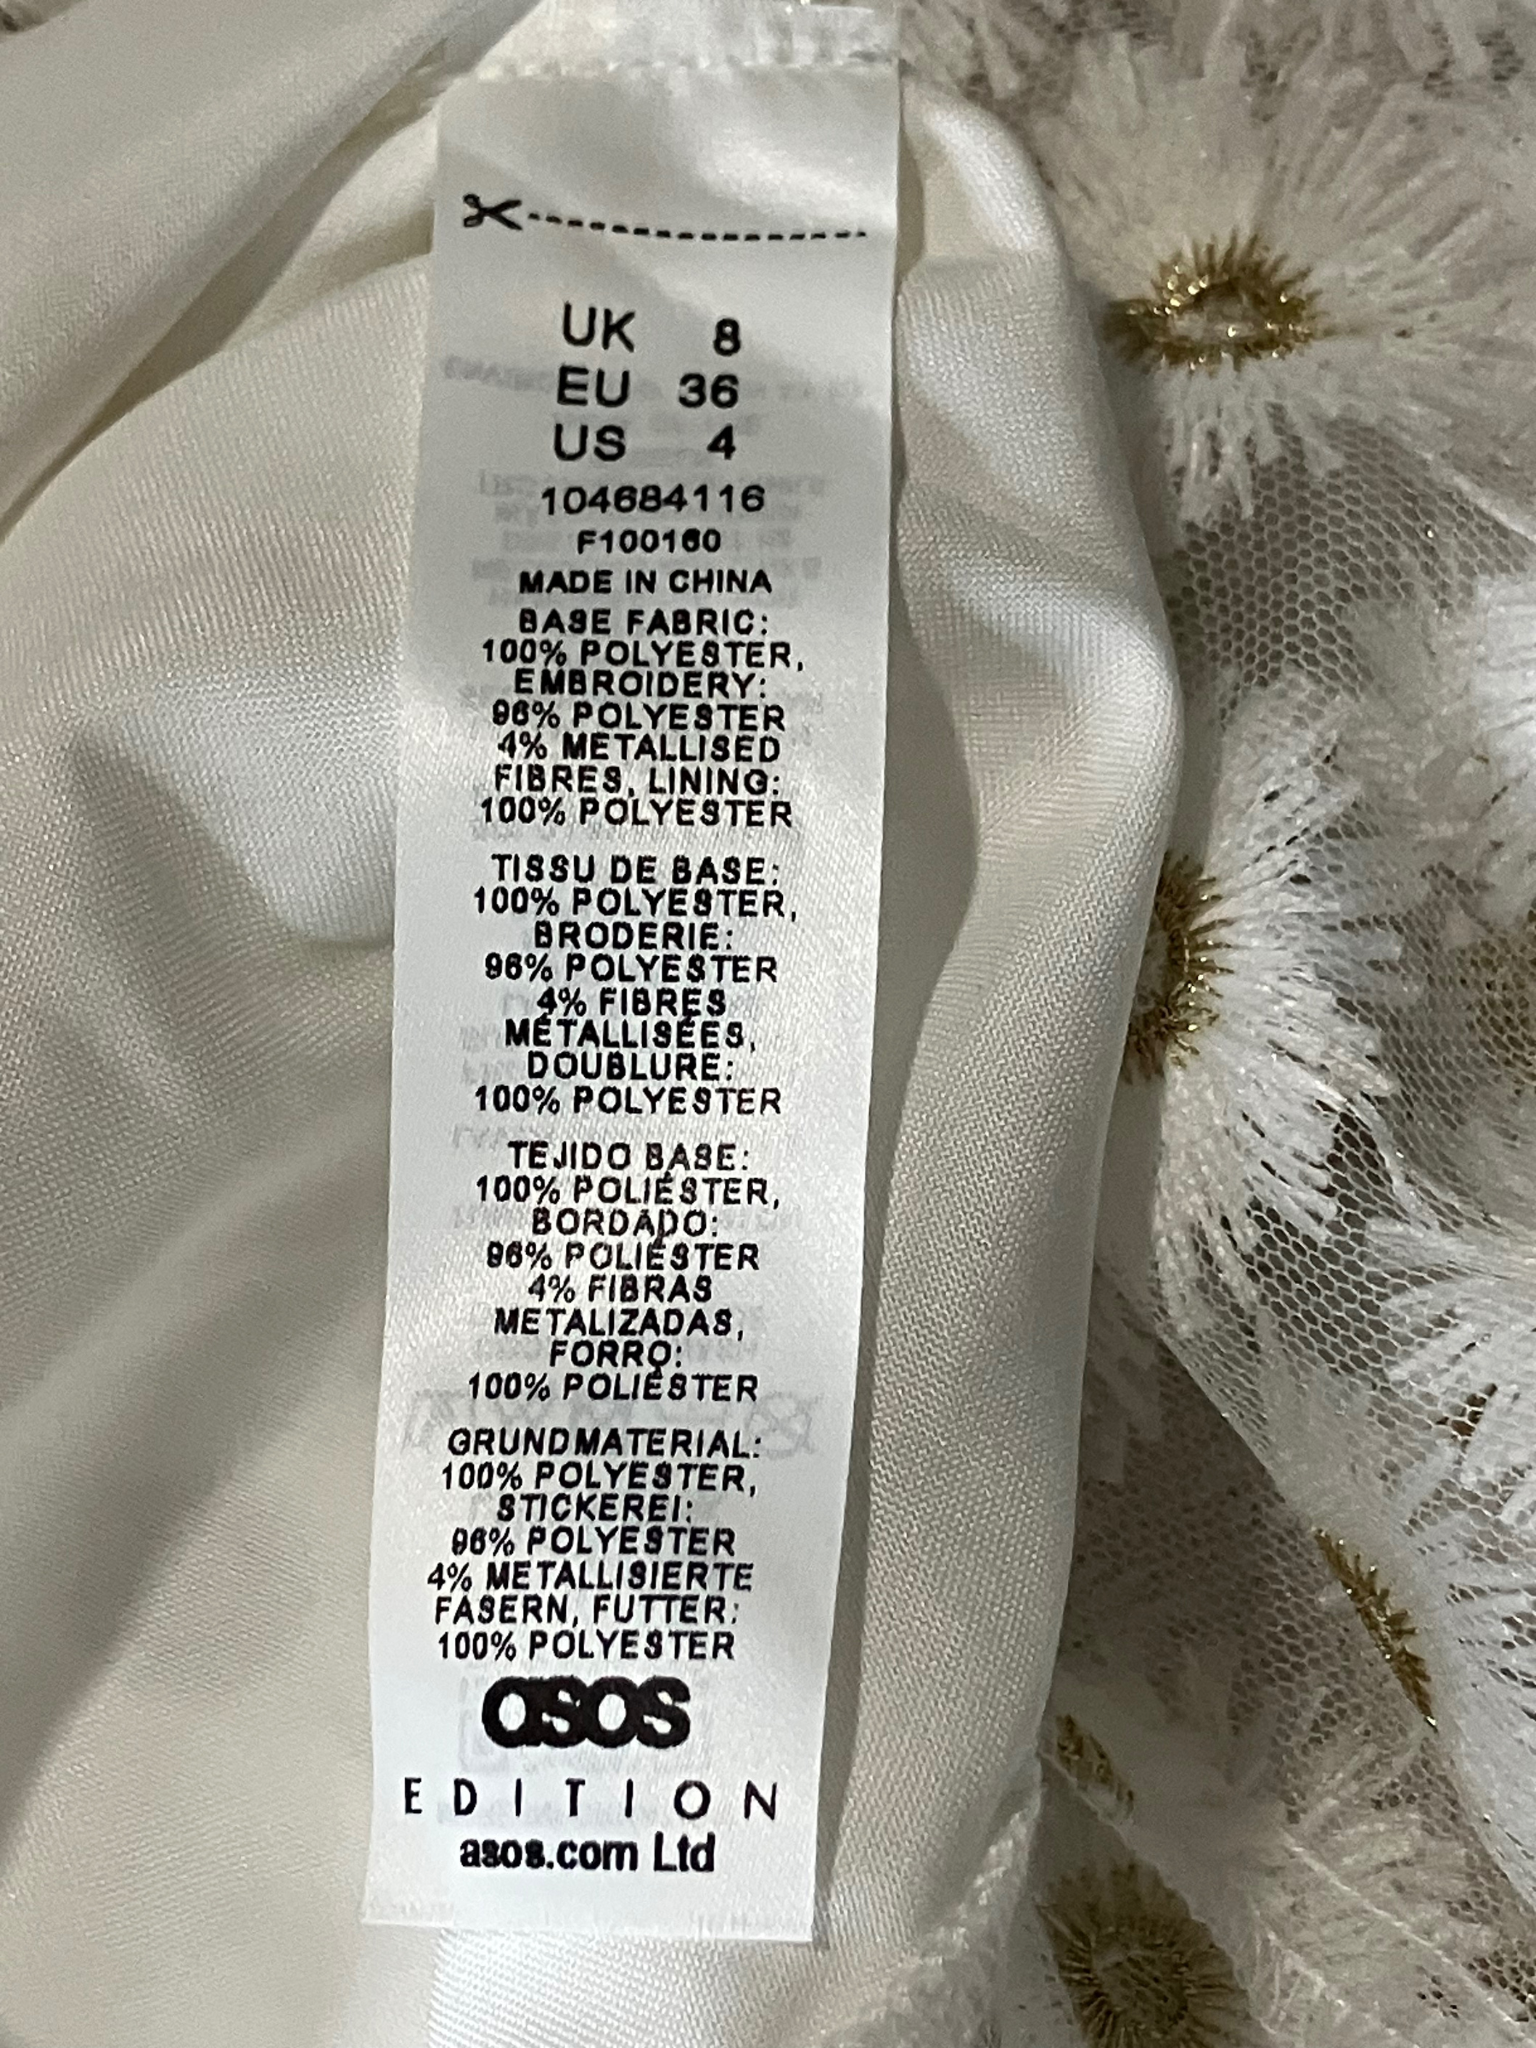 UK 8
EU 36
US 4
104684116
F100160
MADE IN CHINA
BASE FABRIC:
100% POLYESTER,
EMBROIDERY:
96% POLYESTER
4% METALLISED
FIBRES, LINING:
100% POLYESTER
TISSU DE BASE:
100% POLYESTER,
BRODERIE:
96% POLYESTER
4% FIBRES
MÉTALLISÉES,
DOUBLURE:
100% POLYESTER
TEJIDO BASE:
100% POLIÉSTER,
BORDADO:
96% POLIÉSTER
4% FIBRAS
METALIZADAS,
FORRO:
100% POLIÉSTER
GRUNDMATERIAL:
100% POLYESTER,
STICKEREI:
96% POLYESTER
4% METALLISIERTE
FASERN, FUTTER:
100% POLYESTER
asos
EDITION
asos.com Ltd